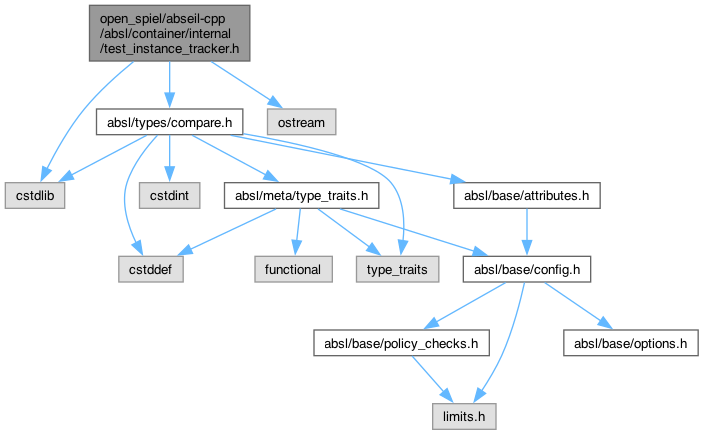 open_spiel/abseil-cpp
/absl/container/internal
/test_instance_tracker.h
absl/types/compare.h
ostream
cstdlib
cstdint
absl/meta/type_traits.h
absl/base/attributes.h
cstddef
functional
type_traits
absl/base/config.h
absl/base/policy_checks.h
absl/base/options.h
limits.h